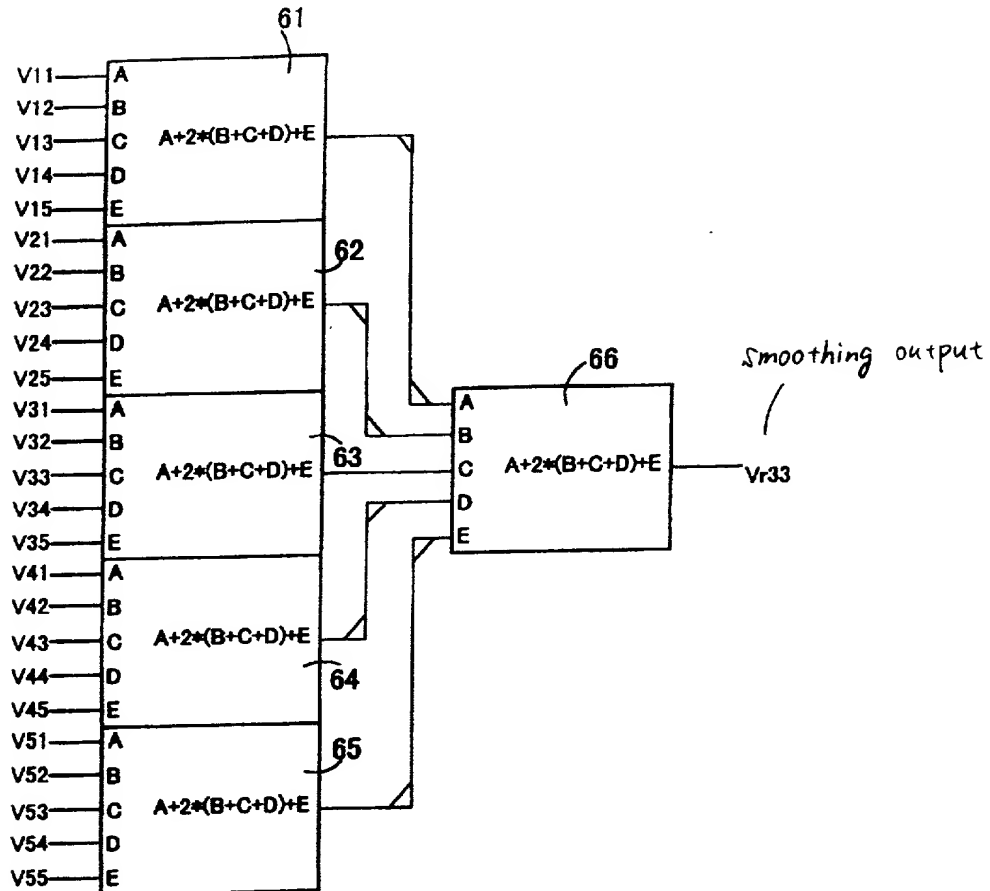 61
V11 A
V12 B
V13 C A+2*(B+C+D)+E
V14 D
V15 E
V21 A
62
V22 B
V23 C A+2*(B+C+D)+E
V24 D
V25 E
smoothing output
66
V31 A
V32 B
63
V33 C A+2*(B+C+D)+E
V34 D
V35 E
A
B
C A+2*(B+C+D)+E Vr33
D
E
V41 A
V42 B
V43 C A+2*(B+C+D)+E
V44 D
64
V45 E
V51 A
65
V52 B
V53 C A+2*(B+C+D)+E
V54 D
V55 E